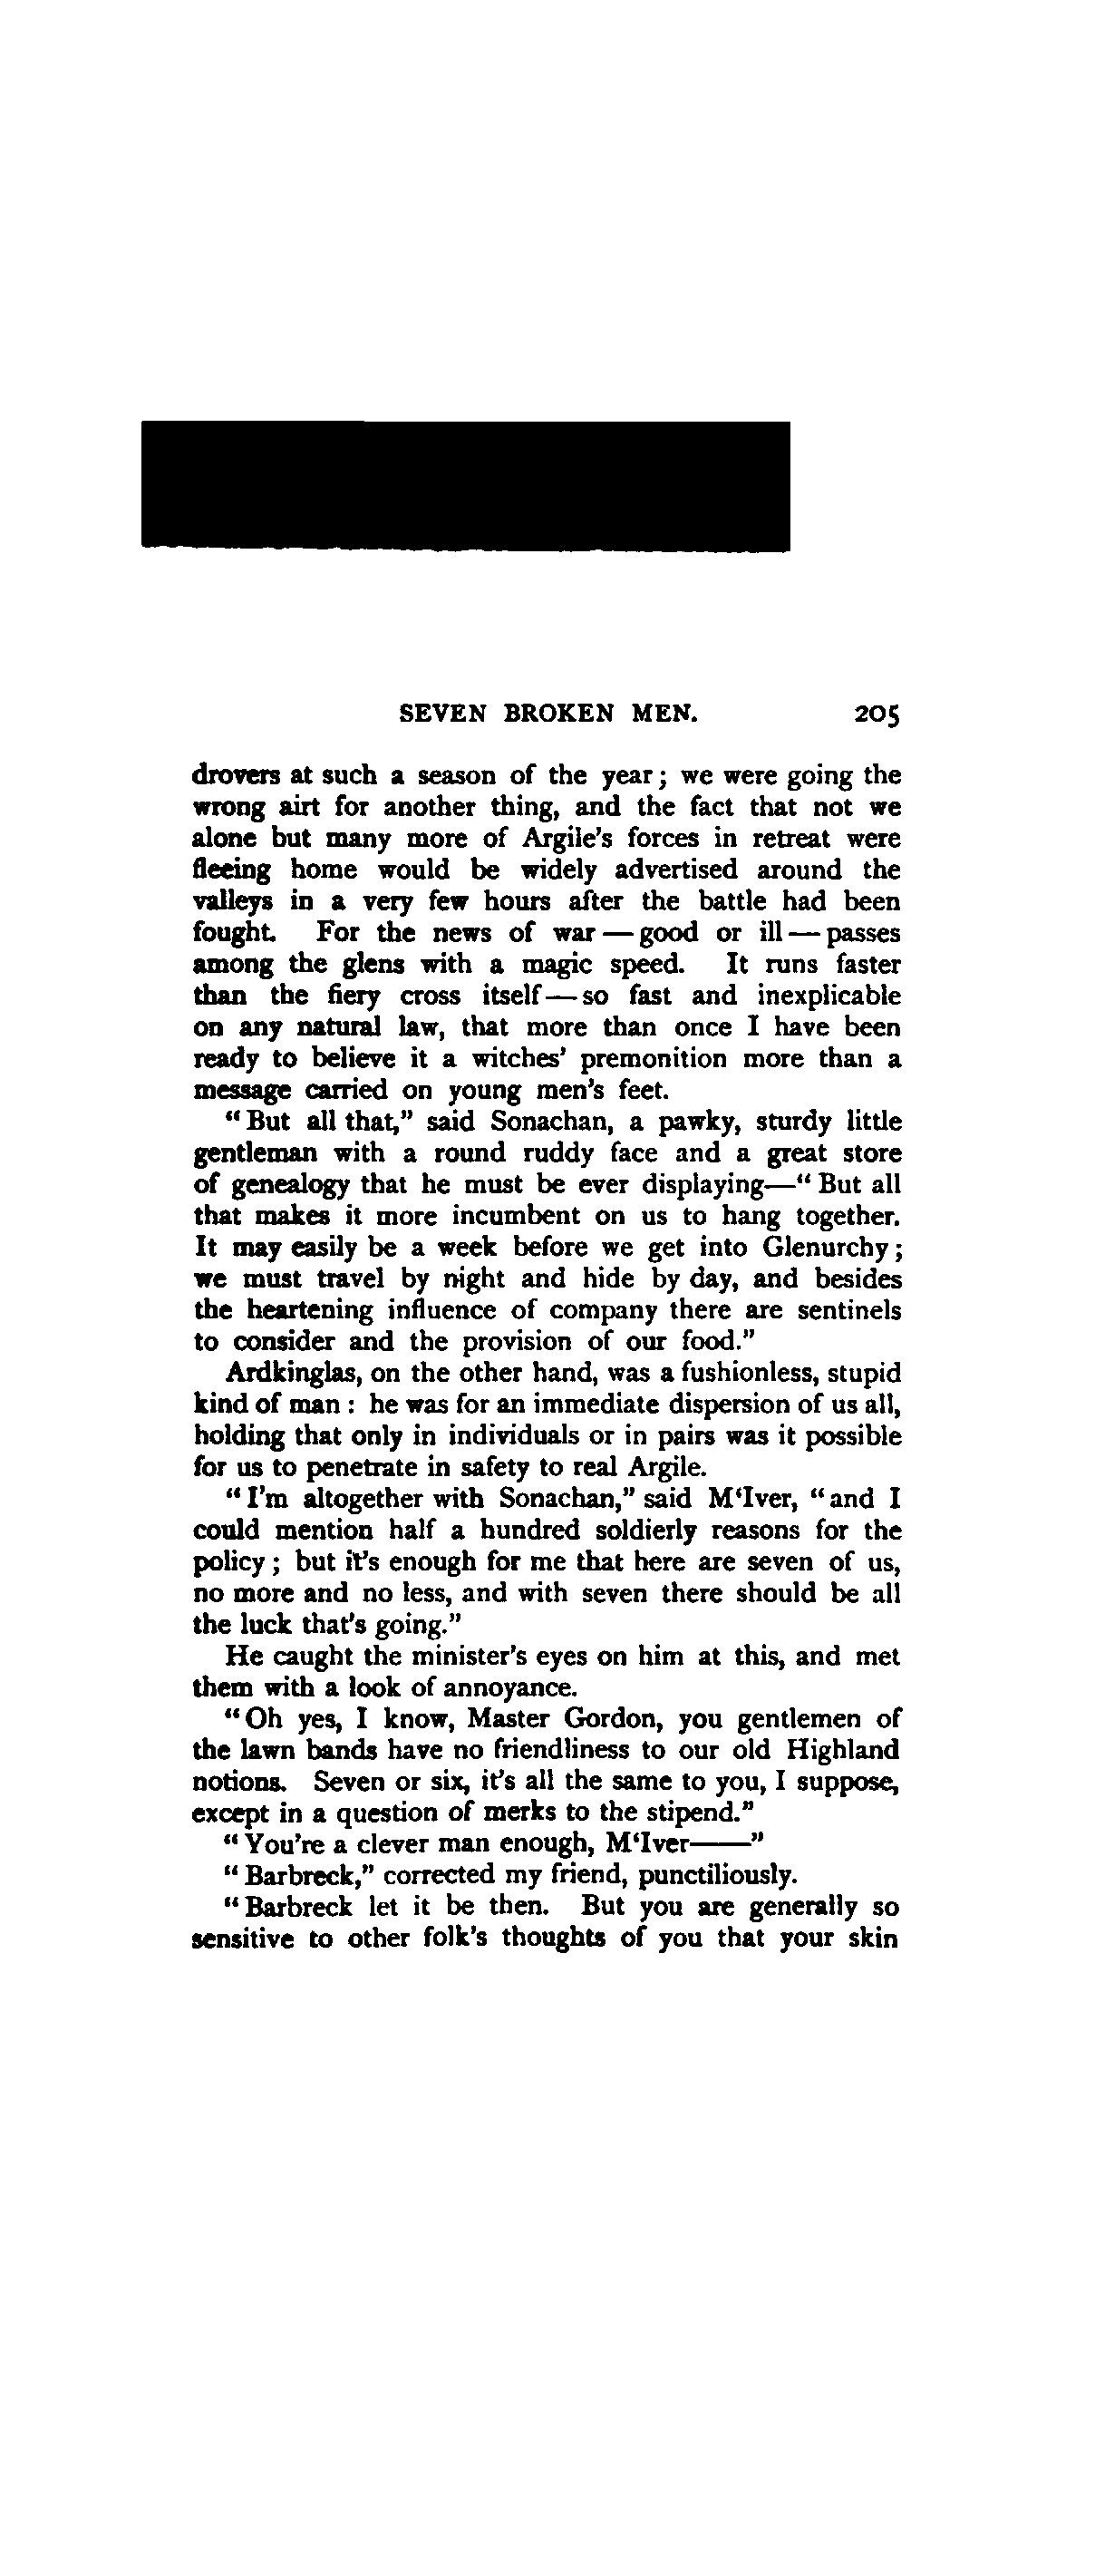 SEVEN BROKEN MEN. 205
drovers at such a season of the year; we were going the
wrong airt for another thing, and the fact that not we
alone but many more of Argile's forces in retreat were
fleeing home would be widely advertised around the
valleys in a very few hours after the battle had been
fought. For the news of war — good or ill — passes
among the glens with a magic speed. It runs faster
than the fiery cross itself — so fast and inexplicable
on any natural law, that more than once I have been
ready to believe it a witches' premonition more than a
message carried on young men's feet.
"But all that," said Sonachan, a pawky, sturdy little
gentleman with a round ruddy face and a great store
of genealogy that he must be ever displaying—"But all
that makes it more incumbent on us to hang together.
It may easily be a week before we get into Glenurchy;
we must travel by night and hide by day, and besides
the heartening influence of company there are sentinels
to consider and the provision of our food."
Ardkinglas, on the other hand, was a fushionless, stupid
kind of man: he was for an immediate dispersion of us all,
holding that only in individuals or in pairs was it possible
for us to penetrate in safety to real Argile.
"I'm altogether with Sonachan," said M'Iver, "and I
could mention half a hundred soldierly reasons for the
policy; but it's enough for me that here are seven of us,
no more and no less, and with seven there should be all
the luck that's going."
He caught the minister's eyes on him at this, and met
them with a look of annoyance.
"Oh yes, I know, Master Gordon, you gentlemen of
the lawn bands have no friendliness to our old Highland
notions. Seven or six, it's all the same to you, I suppose,
except in a question of merks to the stipend."
"You're a clever man enough, M'Iver——"
"Barbreck," corrected my friend, punctiliously.
"Barbreck let it be then. But you are generally so
sensitive to other folk's thoughts of you that your skin